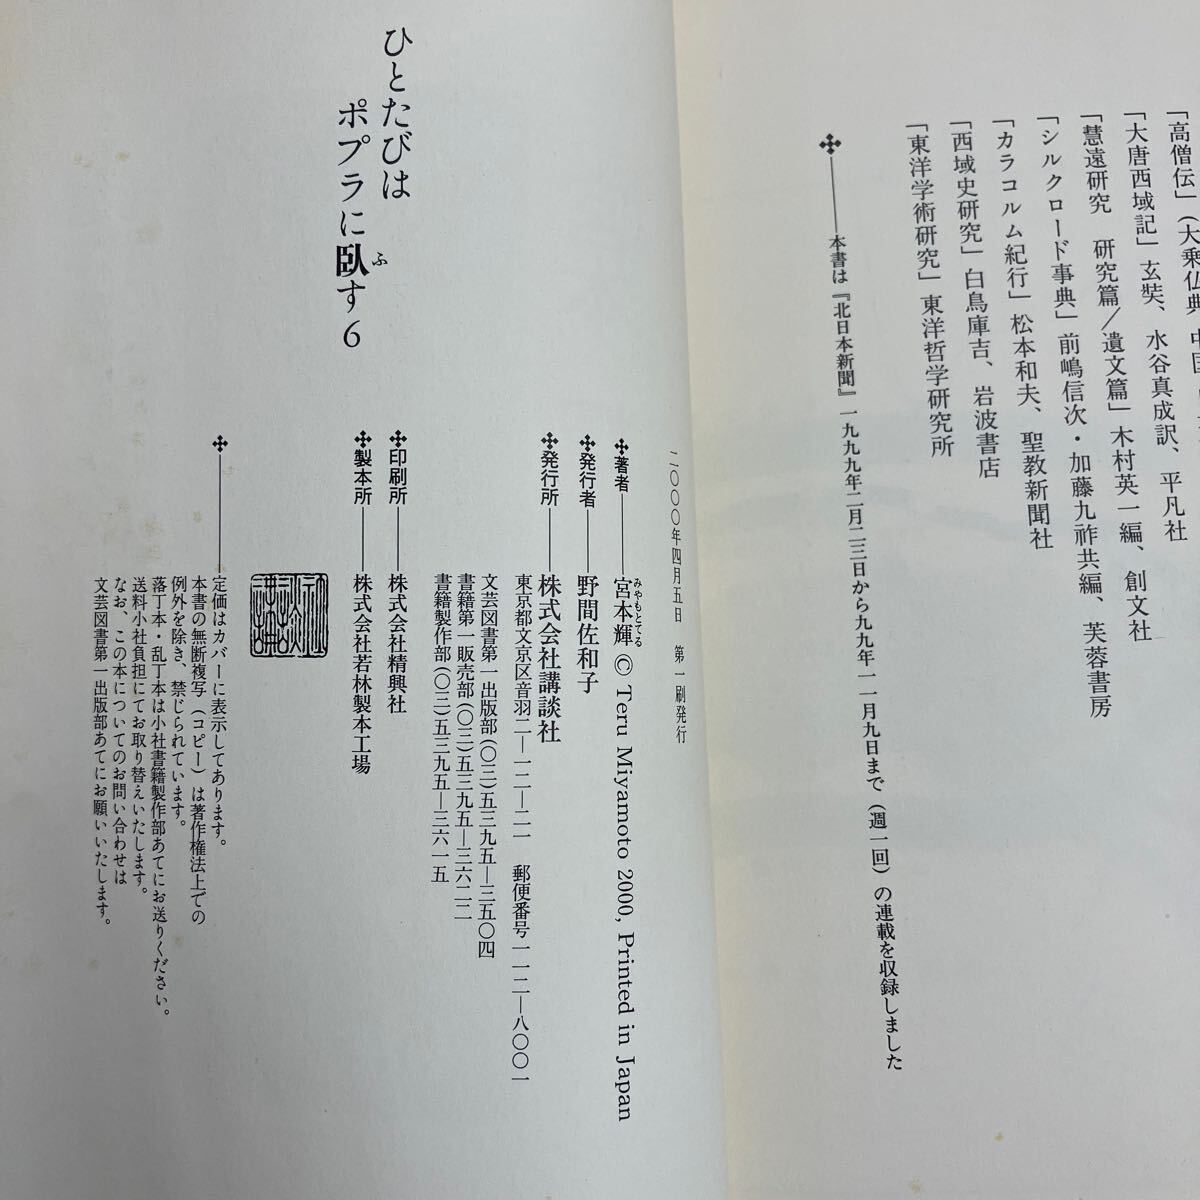 「高僧伝」(大乗仏典 中国
「大唐西域記」玄奘、水谷真成訳、平凡社
「慧遠研究　研究篇／遺文篇」木村英一編、創文社
「シルクロード事典」前嶋信次・加藤九祚共編、芙蓉書房
「カラコルム紀行」松本和夫、聖教新聞社
「西域史研究」白鳥庫吉、岩波書店
「東洋学術研究」東洋哲学研究所
本書は『北日本新聞』一九九九年二月二三日から九九年一一月九日まで(週一回)の連載を収録しました
ひとたびは
ポプラに臥す6
ふ
二〇〇〇年四月五日　第一刷発行
著者―宮本輝 © Teru Miyamoto 2000, Printed in Japan
みやもとてる
発行者―野間佐和子
発行所―株式会社講談社
東京都文京区音羽二―一二―二一　郵便番号一一二―八〇〇一
文芸図書第一出版部(〇三)五三九五―三五〇四
書籍第一販売部(〇三)五三九五―三六二二
書籍製作部(〇三)五三九五―三六一五
印刷所―株式会社精興社
製本所―株式会社若林製本工場
定価はカバーに表示してあります。
本書の無断複写(コピー)は著作権法上での
例外を除き、禁じられています。
落丁本・乱丁本は小社書籍製作部あてにお送りください。
送料小社負担にてお取り替えいたします。
なお、この本についてのお問い合わせは
文芸図書第一出版部あてにお願いいたします。